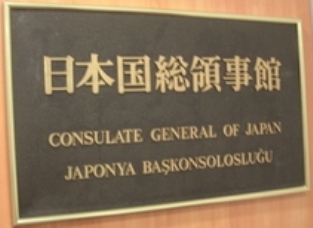 日本国総領事館
CONSULATE GENERAL OF JAPAN
JAPONYA BAŞKONSOLOSLUĞU